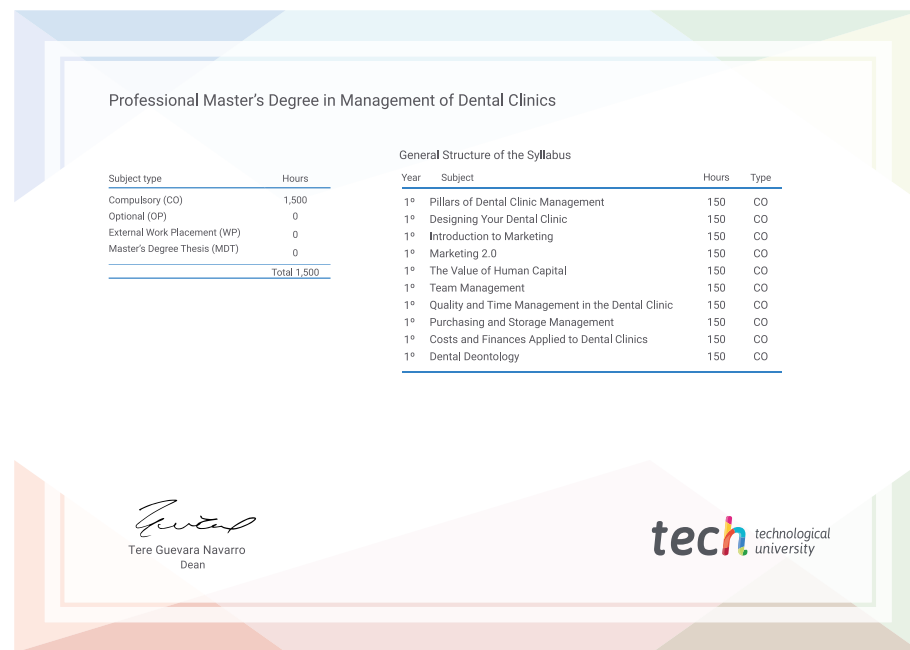 Professional Master's Degree in Management of Dental Clinics
Subject type Hours
Compulsory (CO) 1,500
Optional (OP) 0
External Work Placement (WP) 0
Master's Degree Thesis (MDT) 0
Total 1,500
General Structure of the Syllabus
Year Subject Hours Type
1º Pillars of Dental Clinic Management 150 CO
1º Designing Your Dental Clinic 150 CO
1º Introduction to Marketing 150 CO
1º Marketing 2.0 150 CO
1º The Value of Human Capital 150 CO
1º Team Management 150 CO
1º Quality and Time Management in the Dental Clinic 150 CO
1º Purchasing and Storage Management 150 CO
1º Costs and Finances Applied to Dental Clinics 150 CO
1º Dental Deontology 150 CO
Tere Guevara Navarro
Dean
tech technological
university